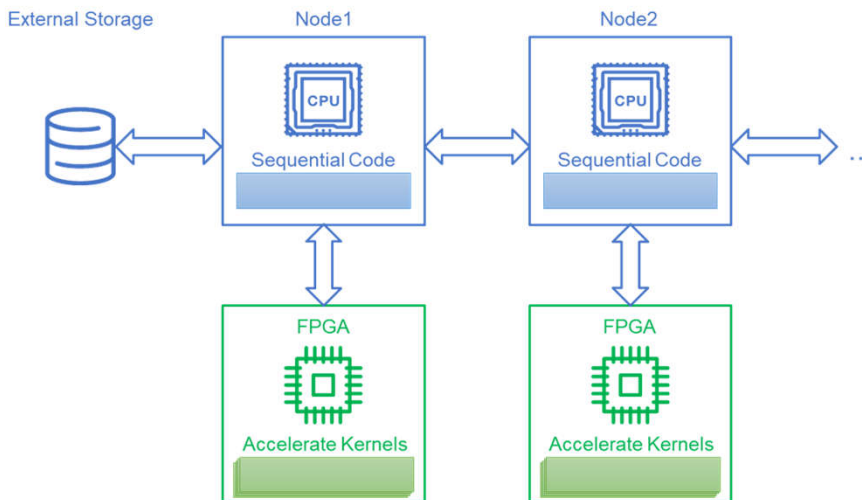 External Storage
Node1
Node2
CPU
CPU
Sequential Code
Sequential Code
...
FPGA
FPGA
Accelerate Kernels
Accelerate Kernels